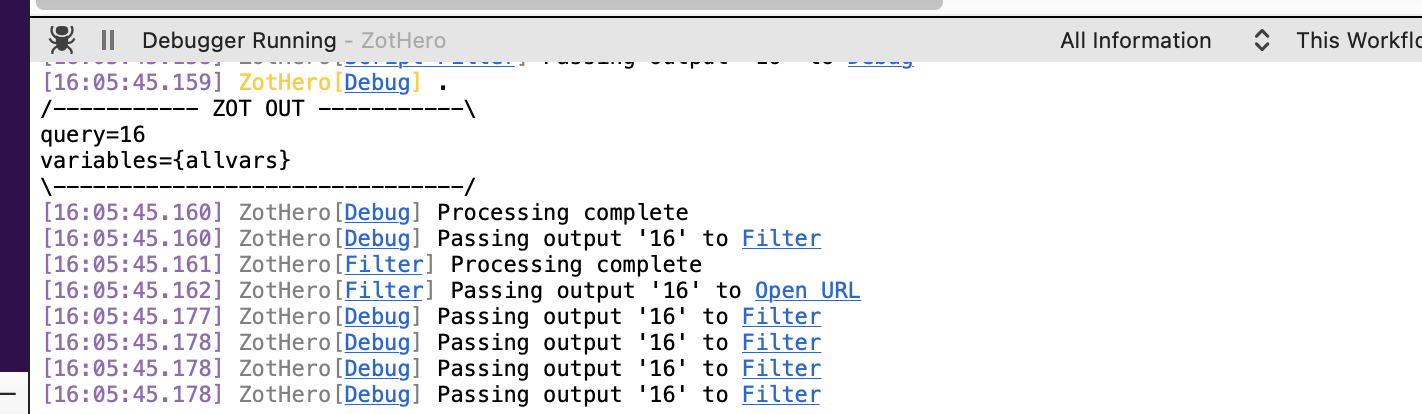 Debugger Running - ZotHero All Information This Workflo
ZotHero[Script Filter] Passing output '16' to Debug
[16:05:45.159] ZotHero[Debug] .
/----------- ZOT OUT -----------\
query=16
variables={allvars}
\-------------------------------/
[16:05:45.160] ZotHero[Debug] Processing complete
[16:05:45.160] ZotHero[Debug] Passing output '16' to Filter
[16:05:45.161] ZotHero[Filter] Processing complete
[16:05:45.162] ZotHero[Filter] Passing output '16' to Open URL
[16:05:45.177] ZotHero[Debug] Passing output '16' to Filter
[16:05:45.178] ZotHero[Debug] Passing output '16' to Filter
[16:05:45.178] ZotHero[Debug] Passing output '16' to Filter
[16:05:45.178] ZotHero[Debug] Passing output '16' to Filter